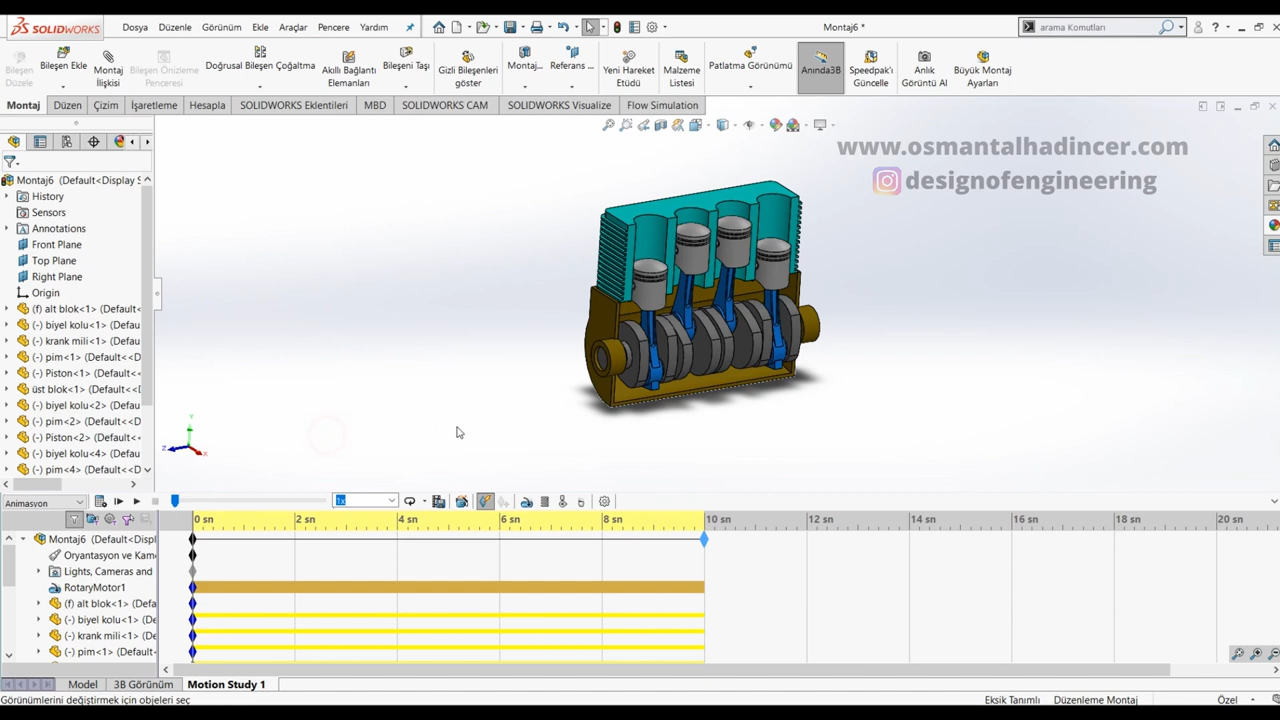 SOLIDWORKS
Dosya
Düzenle
Görünüm
Ekle
Araçlar
Pencere
Yardım
Montaj6 *
arama Komutları
Bileşen Düzele
Bileşen Ekle
Montaj İlişkisi
Bileşen Önizleme Penceresi
Doğrusal Bileşen Çoğaltma
Akıllı Bağlantı Elemanları
Bileşeni Taşı
Gizli Bileşenleri göster
Montaj...
Referans ...
Yeni Hareket Etüdü
Malzeme Listesi
Patlatma Görünümü
Anında3B
Speedpak'ı Güncelle
Anlık Görüntü Al
Büyük Montaj Ayarları
Montaj
Düzen
Çizim
İşaretleme
Hesapla
SOLIDWORKS Eklentileri
MBD
SOLIDWORKS CAM
SOLIDWORKS Visualize
Flow Simulation
www.osmantalhadincer.com
designofengineering
Montaj6 (Default<Display S
History
Sensors
Annotations
Front Plane
Top Plane
Right Plane
Origin
(f) alt blok<1> (Default<<D
(-) biyel kolu<1> (Defau
(-) krank mili<1> (Defau
(-) pim<1> (Default<<D
(-) Piston<1> (Default<
üst blok<1> (Default<<
(-) biyel kolu<2> (Defau
(-) pim<2> (Default<<D
(-) Piston<2> (Default<
(-) biyel kolu<4> (Defau
(-) pim<4> (Default<<D
Y
Z
X
Animasyon
1x
0 sn
2 sn
4 sn
6 sn
8 sn
10 sn
12 sn
14 sn
16 sn
18 sn
20 sn
Montaj6 (Default<Displ
Oryantasyon ve Kame
Lights, Cameras and
RotaryMotor1
(f) alt blok<1> (Defa
(-) biyel kolu<1> (De
(-) krank mili<1> (De
(-) pim<1> (Default<
Model
3B Görünüm
Motion Study 1
Görünümlerini değiştirmek için objeleri seç
Eksik Tanımlı
Düzenleme Montaj
Özel